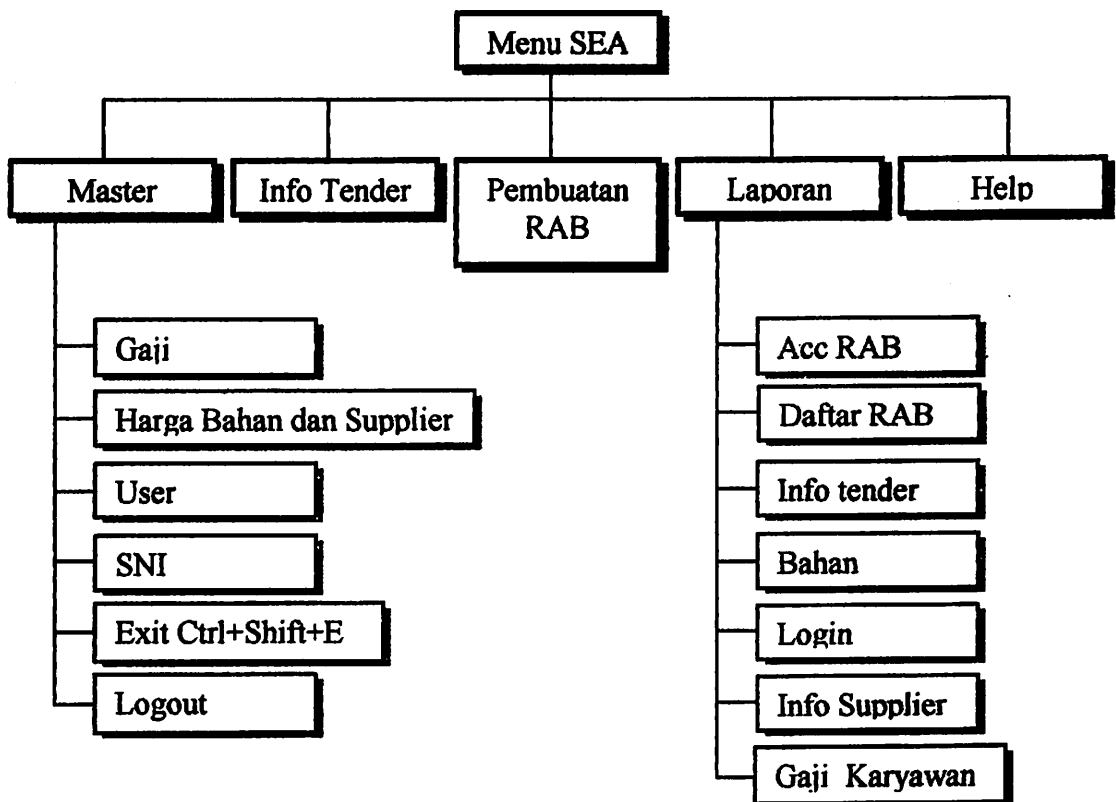 Menu SEA
Master
Info Tender
Pembuatan
RAB
Laporan
Help
Gaji
Harga Bahan dan Supplier
User
SNI
Exit Ctrl+Shift+E
Logout
Acc RAB
Daftar RAB
Info tender
Bahan
Login
Info Supplier
Gaji Karyawan